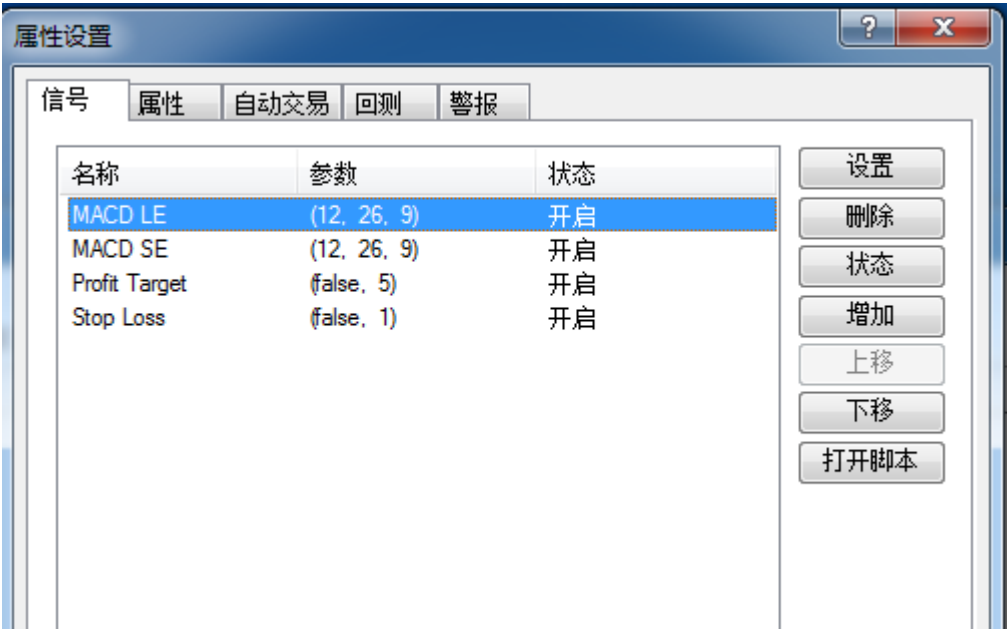 属性设置
信号 属性 自动交易 回测 警报
名称 参数 状态
MACD LE (12, 26, 9) 开启
MACD SE (12, 26, 9) 开启
Profit Target (false, 5) 开启
Stop Loss (false, 1) 开启
设置
删除
状态
增加
上移
下移
打开脚本